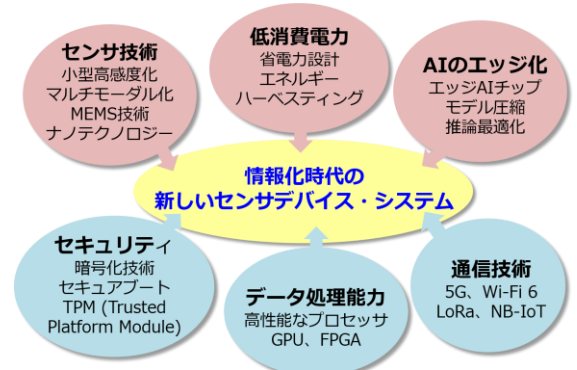 センサ技術
小型高感度化
マルチモーダル化
MEMS技術
ナノテクノロジー
低消費電力
省電力設計
エネルギー
ハーベスティング
AIのエッジ化
エッジAIチップ
モデル圧縮
推論最適化
情報化時代の
新しいセンサデバイス・システム
セキュリティ
暗号化技術
セキュアブート
TPM (Trusted
Platform Module)
データ処理能力
高性能なプロセッサ
GPU、FPGA
通信技術
5G、Wi-Fi 6
LoRa、NB-IoT